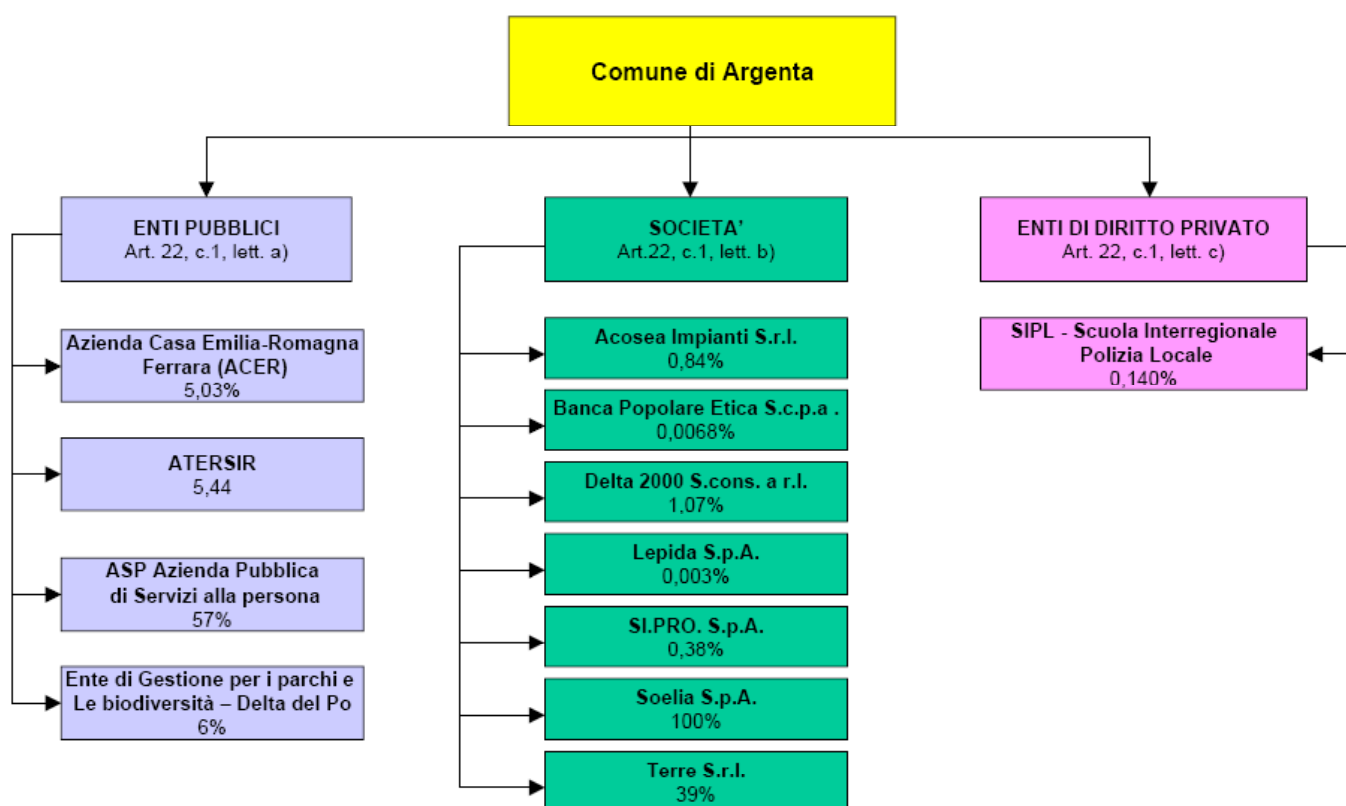 Comune di Argenta
ENTI PUBBLICI
Art. 22, c.1, lett. a)
Azienda Casa Emilia-Romagna
Ferrara (ACER)
5,03%
ATERSIR
5,44
ASP Azienda Pubblica
di Servizi alla persona
57%
Ente di Gestione per i parchi e
Le biodiversità – Delta del Po
6%
SOCIETA’
Art.22, c.1, lett. b)
Acosea Impianti S.r.l.
0,84%
Banca Popolare Etica S.c.p.a .
0,0068%
Delta 2000 S.cons. a r.l.
1,07%
Lepida S.p.A.
0,003%
SI.PRO. S.p.A.
0,38%
Soelia S.p.A.
100%
Terre S.r.l.
39%
ENTI DI DIRITTO PRIVATO
Art. 22, c.1, lett. c)
SIPL - Scuola Interregionale
Polizia Locale
0,140%